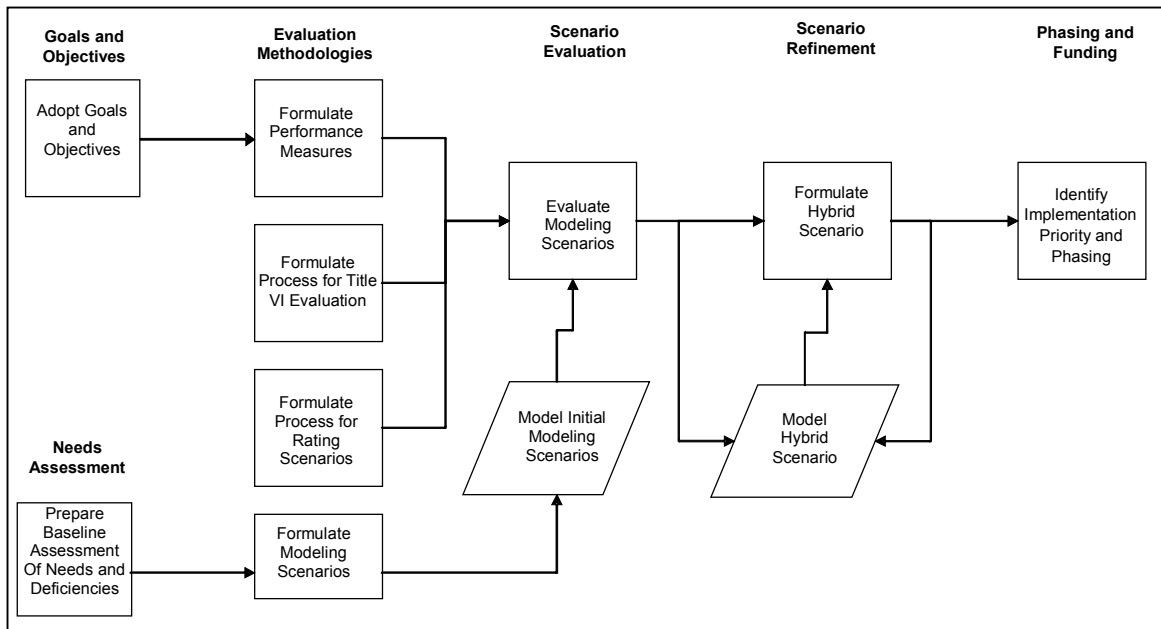 Goals and
Objectives
Evaluation
Methodologies
Scenario
Evaluation
Scenario
Refinement
Phasing and
Funding
Adopt Goals
and
Objectives
Formulate
Performance
Measures
Formulate
Process for Title
VI Evaluation
Formulate
Process for
Rating
Scenarios
Evaluate
Modeling
Scenarios
Formulate
Hybrid
Scenario
Identify
Implementation
Priority and
Phasing
Model Initial
Modeling
Scenarios
Model
Hybrid
Scenario
Needs
Assessment
Prepare
Baseline
Assessment
Of Needs and
Deficiencies
Formulate
Modeling
Scenarios